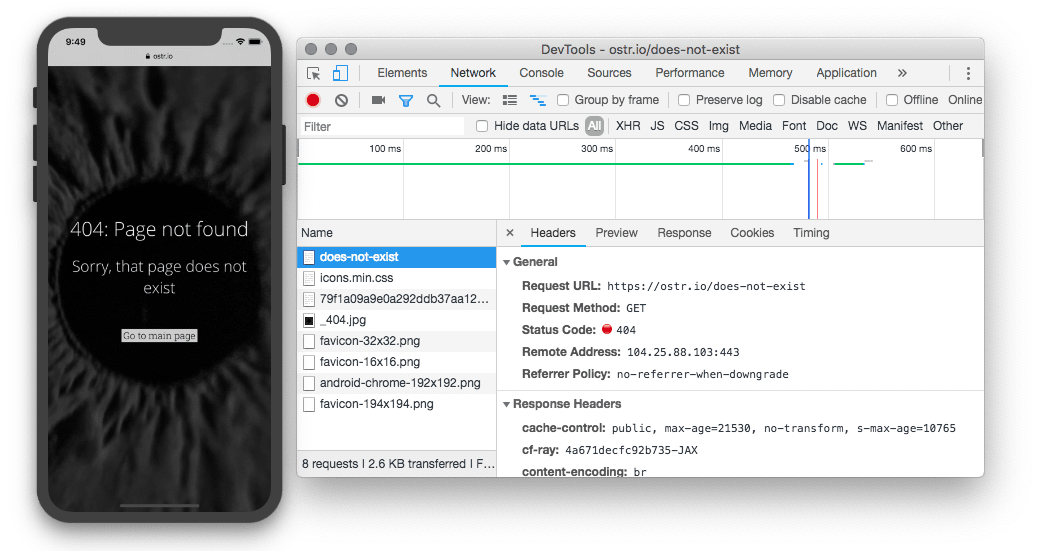 9:49
ostr.io
404: Page not found
Sorry, that page does not
exist
Go to main page
DevTools - ostr.io/does-not-exist
Elements Network Console Sources Performance Memory Application »
View: Group by frame Preserve log Disable cache Offline Online
Filter Hide data URLs All XHR JS CSS Img Media Font Doc WS Manifest Other
100 ms 200 ms 300 ms 400 ms 500 ms 600 ms
Name
does-not-exist
icons.min.css
79f1a09a9e0a292ddb37aa12...
_404.jpg
favicon-32x32.png
favicon-16x16.png
android-chrome-192x192.png
favicon-194x194.png
8 requests | 2.6 KB transferred | F...
× Headers Preview Response Cookies Timing
General
Request URL: https://ostr.io/does-not-exist
Request Method: GET
Status Code: 404
Remote Address: 104.25.88.103:443
Referrer Policy: no-referrer-when-downgrade
Response Headers
cache-control: public, max-age=21530, no-transform, s-max-age=10765
cf-ray: 4a671decfc92b735-JAX
content-encoding: br